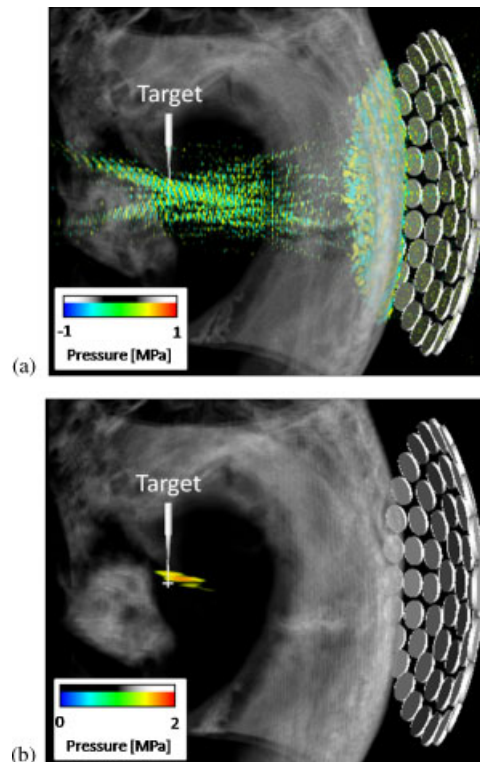 Target
-1 1
Pressure [MPa]
(a)
Target
0 2
Pressure [MPa]
(b)